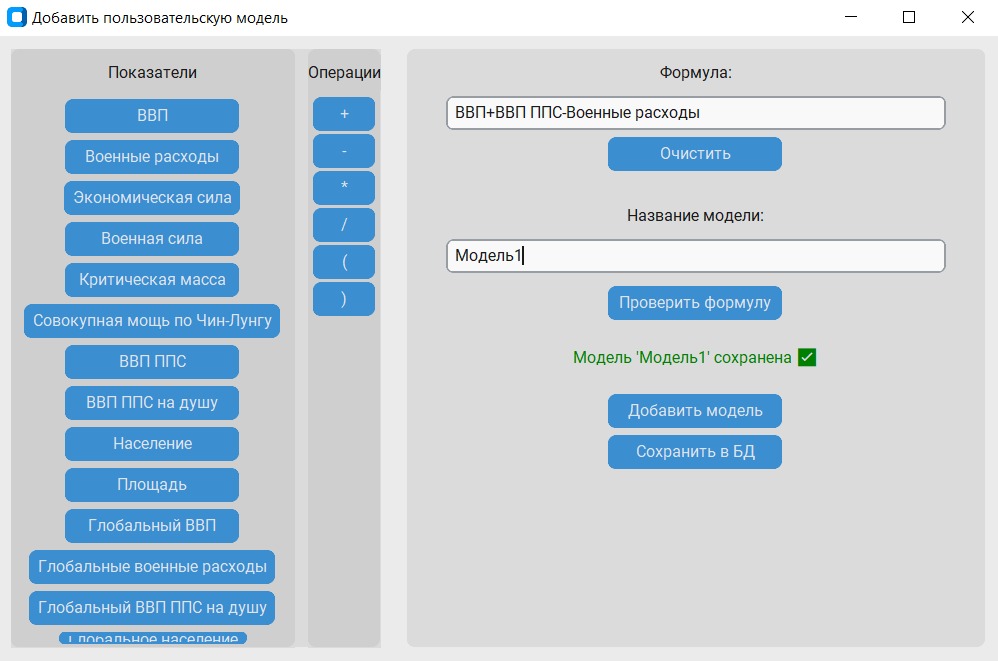 Добавить пользовательскую модель
Показатели
ВВП
Военные расходы
Экономическая сила
Военная сила
Критическая масса
Совокупная мощь по Чин-Лунгу
ВВП ППС
ВВП ППС на душу
Население
Площадь
Глобальный ВВП
Глобальные военные расходы
Глобальный ВВП ППС на душу
Глобальное население
Операции
+
-
*
/
(
)
Формула:
ВВП+ВВП ППС-Военные расходы
Очистить
Название модели:
Модель1
Проверить формулу
Модель 'Модель1' сохранена ✅
Добавить модель
Сохранить в БД